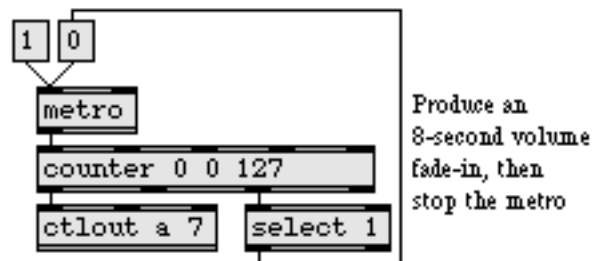 1 0
metro
counter 0 0 127
ctlout a 7
select 1
Produce an
8-second volume
fade-in, then
stop the metro